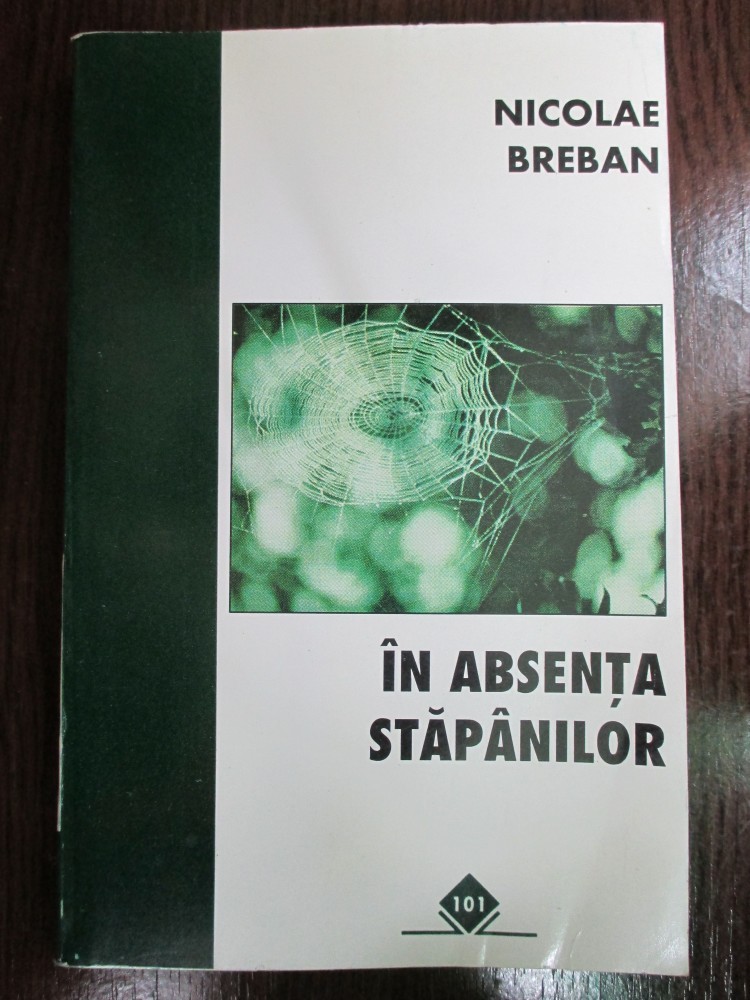 NICOLAE
BREBAN
ÎN ABSENȚA
STĂPÂNILOR
101